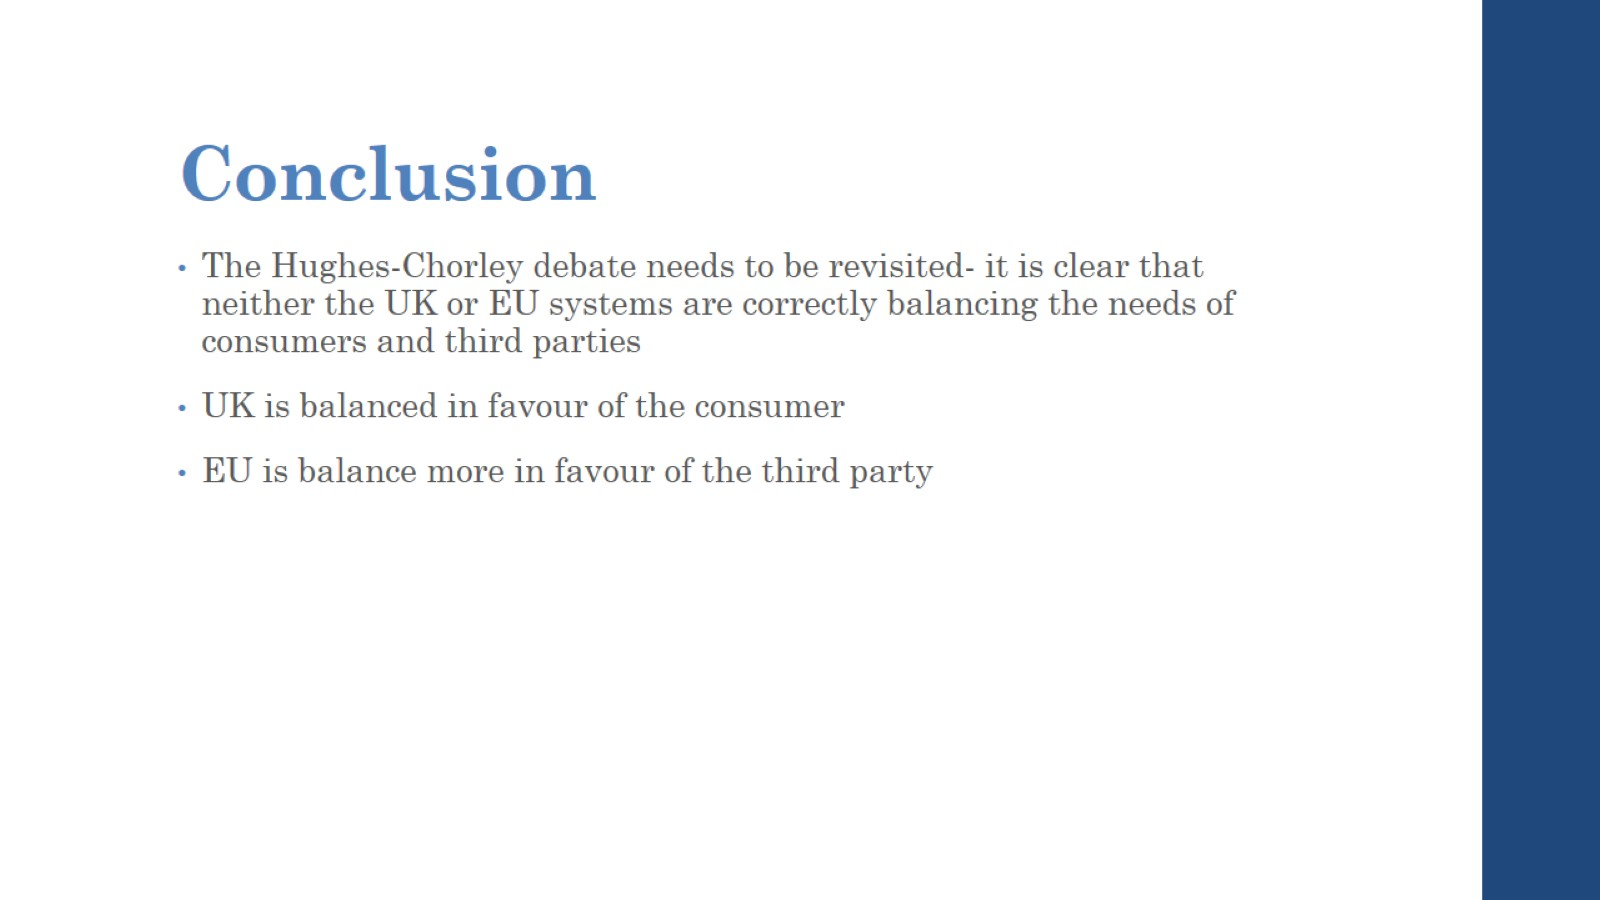 Conclusion
• The Hughes-Chorley debate needs to be revisited- it is clear that
neither the UK or EU systems are correctly balancing the needs of
consumers and third parties
• UK is balanced in favour of the consumer
• EU is balance more in favour of the third party